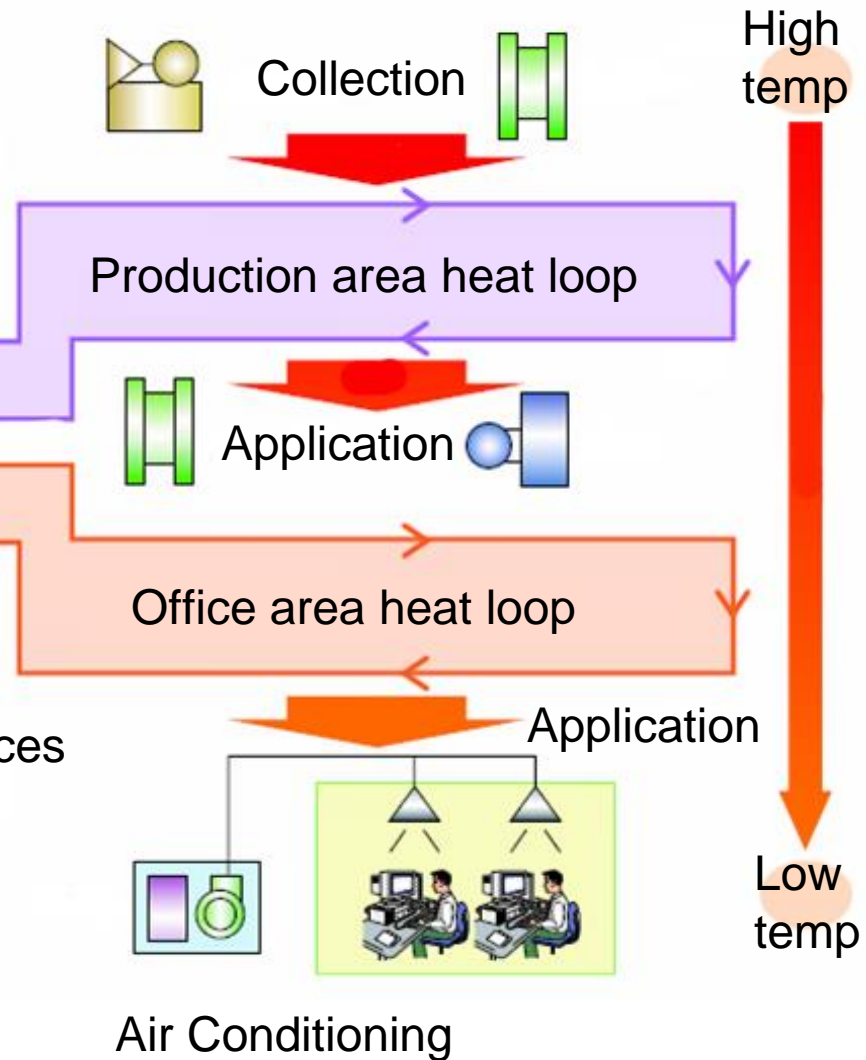 High
temp
Collection
Production area heat loop
Application
Office area heat loop
Application
ces
Low
temp
Air Conditioning